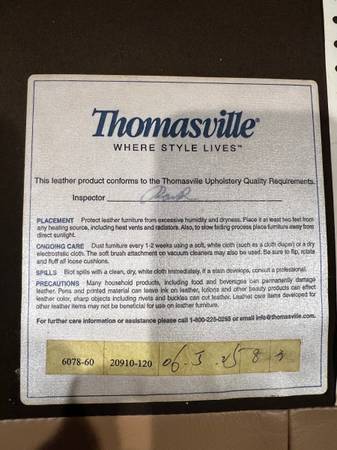 Thomasville®
WHERE STYLE LIVES™
This leather product conforms to the Thomasville Upholstery Quality Requirements.
Inspector
PLACEMENT Protect leather furniture from excessive humidity and dryness. Place it at least two feet from
any heating source, including heat vents and radiators. Also, to slow fading process place furniture away from
direct sunlight.
ONGOING CARE Dust furniture every 1-2 weeks using a soft, white cloth (such as a cloth diaper) or a dry
electrostatic cloth. The soft brush attachment on vacuum cleaners may also be used. Be sure to flip, rotate
and fluff all loose cushions.
SPILLS Blot spills with a clean, dry, white cloth immediately. If a stain develops, consult a professional.
PRECAUTIONS Many household products, including food and beverages can permanently damage
leather. Pens and printed material can leave ink on leather, lotions and other beauty products can effect
leather color, sharp objects including rivets and buckles can cut leather. Leather care items developed for
other leather items may not be beneficial for use on leather furniture.
For further care information or assistance please call 1-800-225-0265 or email info@thomasville.com.
6078-60 20910-120